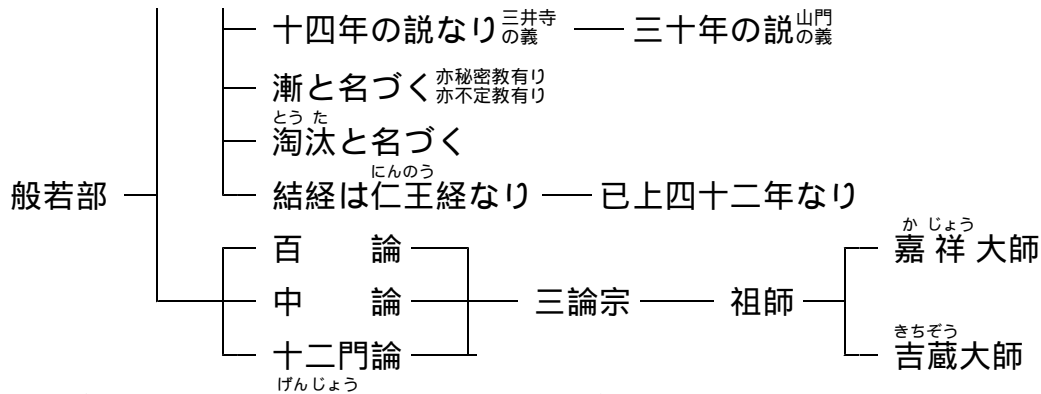 十四年の説なり 三井寺の義 三十年の説 山門の義
漸と名づく 亦秘密教有り亦不定教有り
とうた
淘汰と名づく
にんのう
般若部 結経は仁王経なり 已上四十二年なり
かじょう
百論 嘉祥大師
中論 三論宗 祖師
きちぞう
十二門論 吉蔵大師
げんじょう